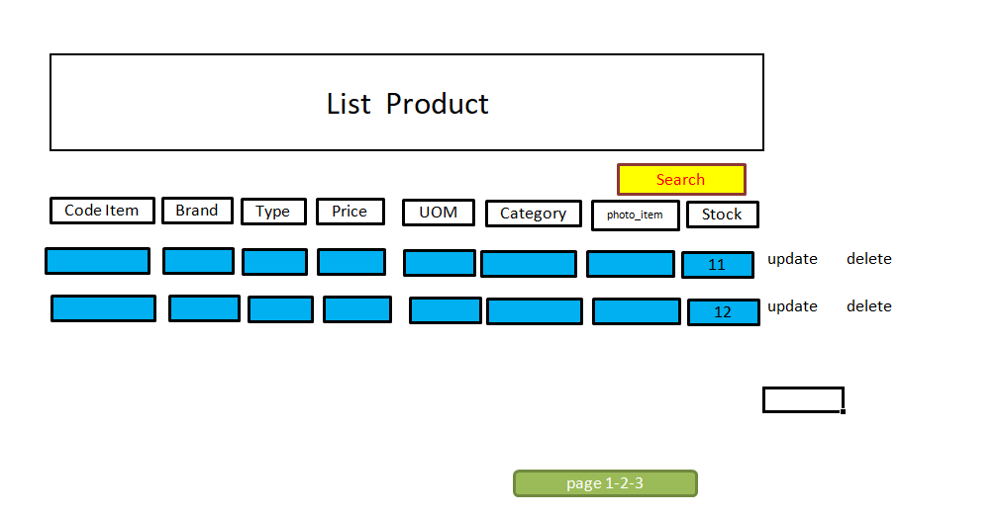 List Product
Search
Code Item Brand Type Price UOM Category photo_item Stock
11 update delete
12 update delete
page 1-2-3